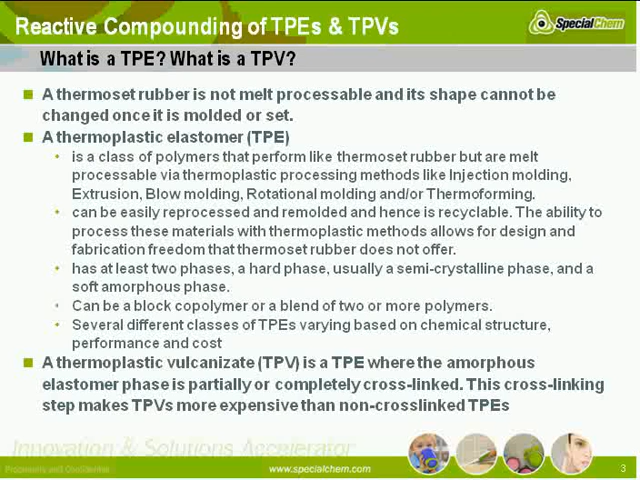 Reactive Compounding of TPEs & TPVs
SpecialChem
What is a TPE? What is a TPV?
A thermoset rubber is not melt processable and its shape cannot be
changed once it is molded or set.
A thermoplastic elastomer (TPE)
is a class of polymers that perform like thermoset rubber but are melt
processable via thermoplastic processing methods like Injection molding,
Extrusion, Blow molding, Rotational molding and/or Thermoforming.
can be easily reprocessed and remolded and hence is recyclable. The ability to
process these materials with thermoplastic methods allows for design and
fabrication freedom that thermoset rubber does not offer.
has at least two phases, a hard phase, usually a semi-crystalline phase, and a
soft amorphous phase.
Can be a block copolymer or a blend of two or more polymers.
Several different classes of TPEs varying based on chemical structure,
performance and cost
A thermoplastic vulcanizate (TPV) is a TPE where the amorphous
elastomer phase is partially or completely cross-linked. This cross-linking
step makes TPVs more expensive than non-crosslinked TPEs
Innovation & Solutions Accelerator
and Confidential
www.specialchem.com
3